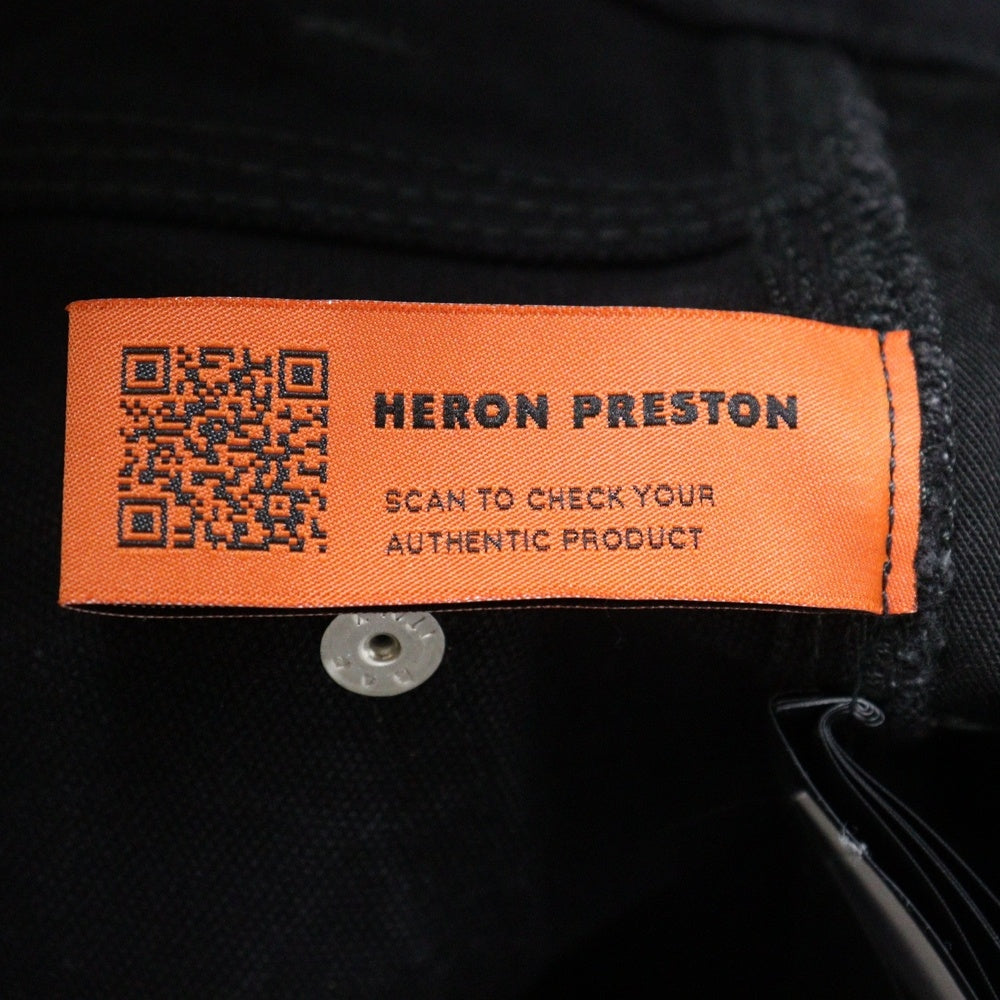 HERON PRESTON
SCAN TO CHECK YOUR
AUTHENTIC PRODUCT